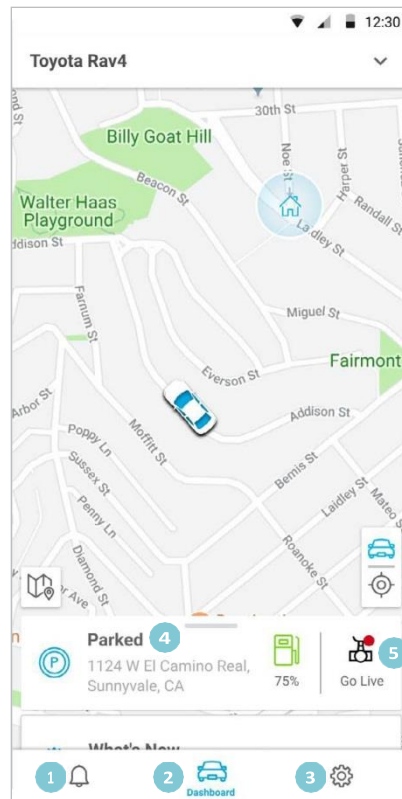 12:30
Toyota Rav4
30th St
Billy Goat Hill
Noe St
Harper St
Beacon St
Randall St
Walter Haas
Playground
Laidley St
Addison St
Farnum St
Miguel St
Fairmont
Everson St
Arbor St
Addison St
Moffitt St
Poppy Ln
Bemis St
Sussex St
Laidley St
Mateo St
Penny Ln
Roanoke St
Diamond St
Parked 4
1124 W El Camino Real,
Sunnyvale, CA
P
75%
Go Live
5
What's New
1
2
3
Dashboard